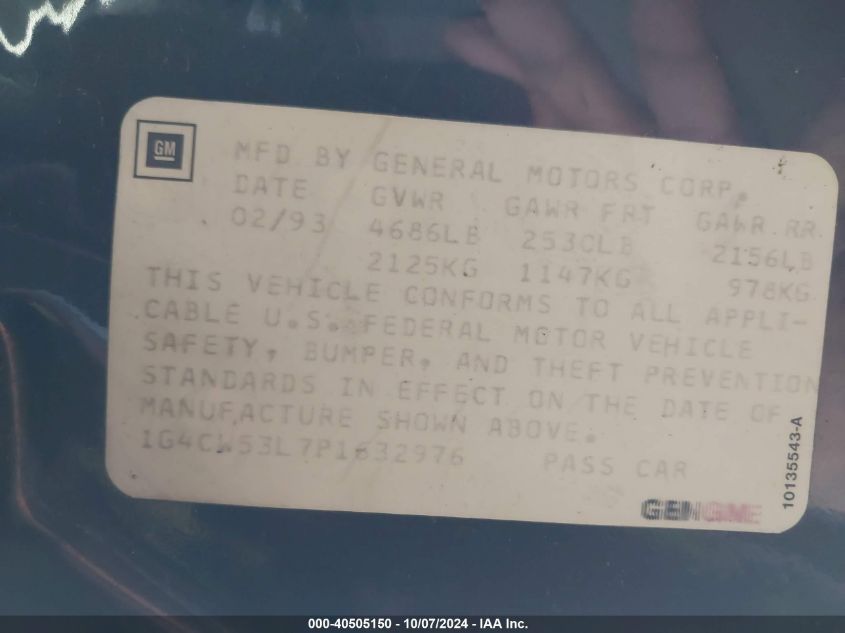 GM
MFD BY GENERAL MOTORS CORP.
DATE GVWR GAWR FRT GAWR RR
02/93 4686LB 2530LB 2156LB
2125KG 1147KG 978KG
THIS VEHICLE CONFORMS TO ALL APPLI-
CABLE U.S. FEDERAL MOTOR VEHICLE
SAFETY, BUMPER, AND THEFT PREVENTION
STANDARDS IN EFFECT ON THE DATE OF
MANUFACTURE SHOWN ABOVE.
1G4CW53L7P1632976 PASS CAR
10135543-A
000-40505150 - 10/07/2024 - IAA Inc.